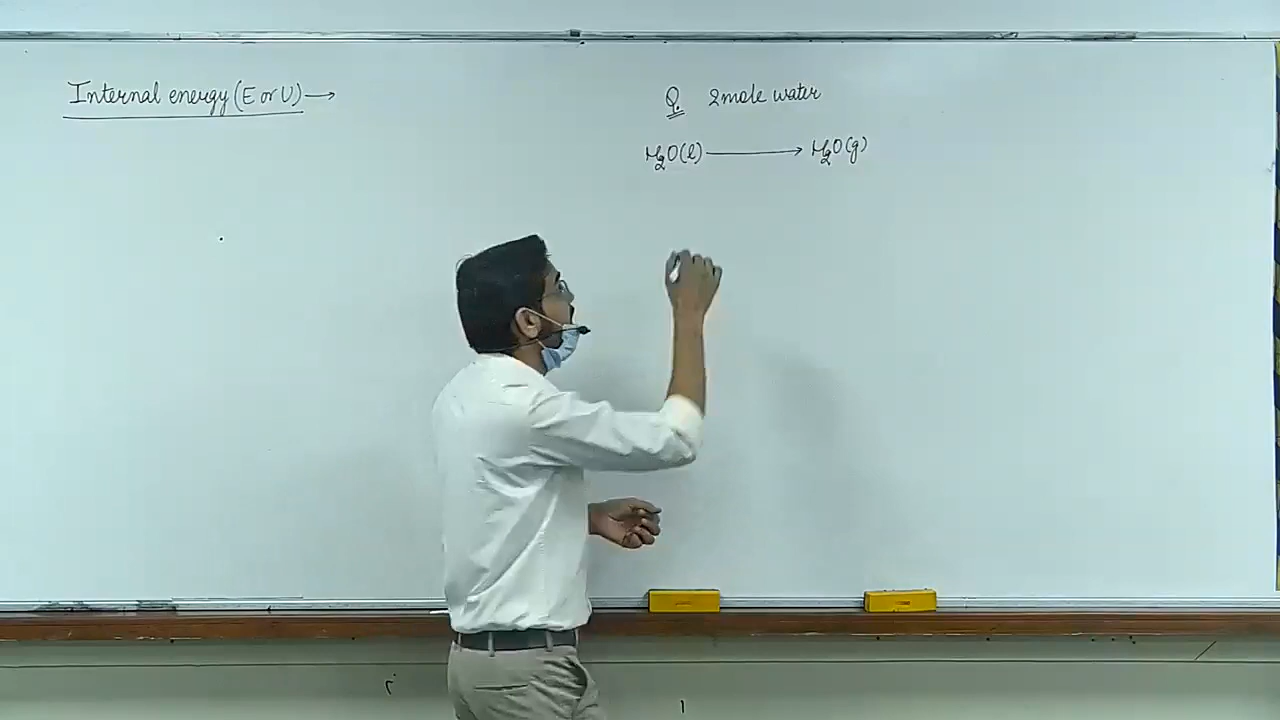 Internal energy (E or U) →
Q. 2mole water
H₂O(l) → H₂O(g)